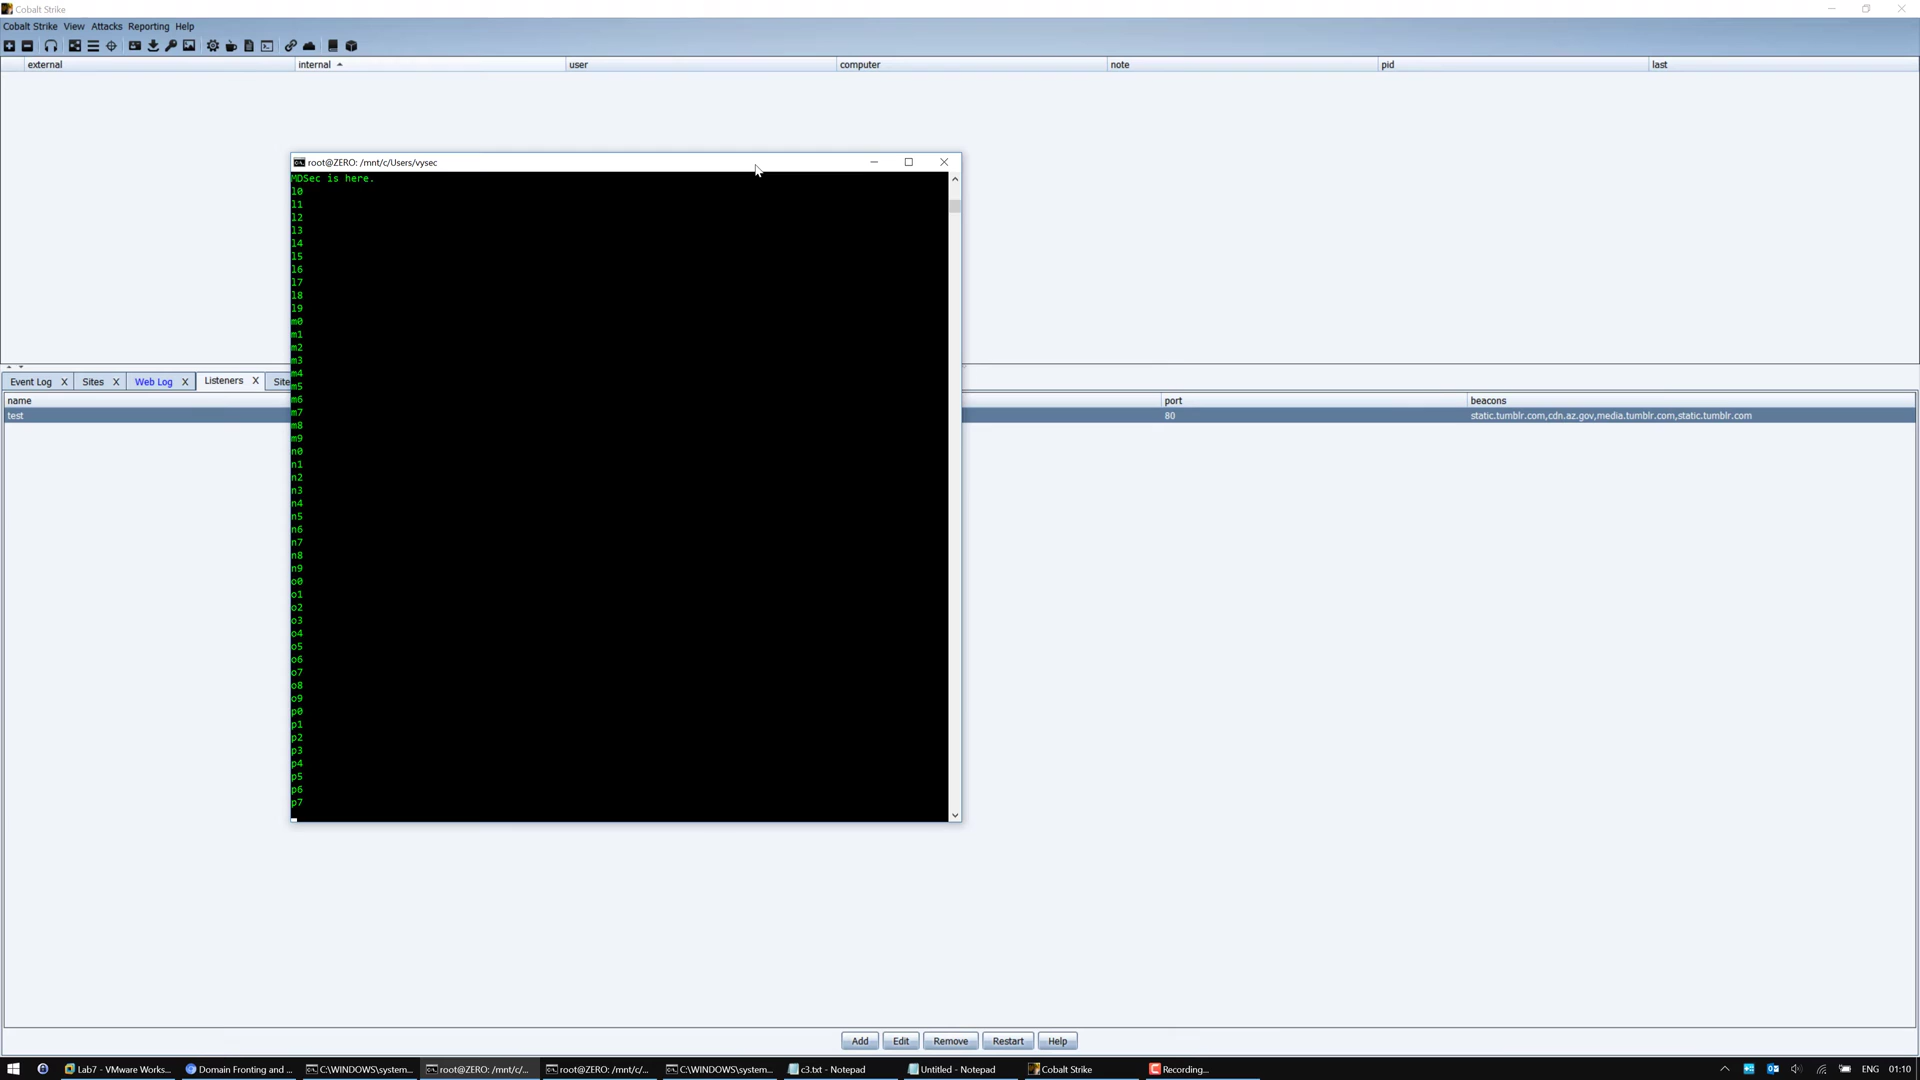 Cobalt Strike
Cobalt Strike View Attacks Reporting Help
external internal user computer note pid last
root@ZERO: /mnt/c/Users/vysec
MDSec is here.
l0
l1
l2
l3
l4
l5
l6
l7
l8
l9
m0
m1
m2
m3
m4
m5
m6
m7
m8
m9
n0
n1
n2
n3
n4
n5
n6
n7
n8
n9
o0
o1
o2
o3
o4
o5
o6
o7
o8
o9
p0
p1
p2
p3
p4
p5
p6
p7
Event Log X Sites X Web Log X Listeners X Site
name port beacons
test 80 static.tumblr.com,cdn.az.gov,media.tumblr.com,static.tumblr.com
Add Edit Remove Restart Help
Lab7 - VMware Works... Domain Fronting and ... C:\WINDOWS\system... root@ZERO: /mnt/c/... root@ZERO: /mnt/c/... C:\WINDOWS\system... c3.txt - Notepad Untitled - Notepad Cobalt Strike Recording... ENG 01:10